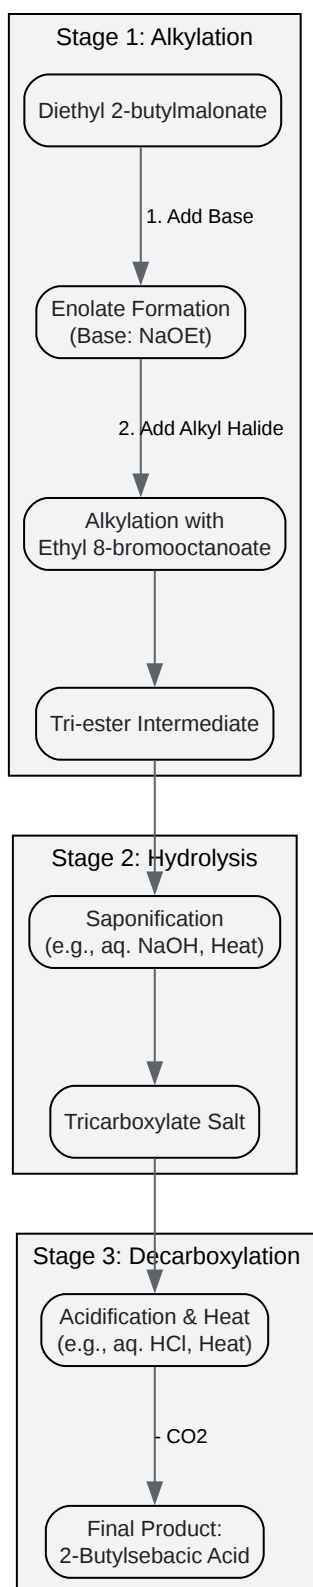 Stage 1: Alkylation
Diethyl 2-butylmalonate
1. Add Base
Enolate Formation
(Base: NaOEt)
2. Add Alkyl Halide
Alkylation with
Ethyl 8-bromooctanoate
Tri-ester Intermediate
Stage 2: Hydrolysis
Saponification
(e.g., aq. NaOH, Heat)
Tricarboxylate Salt
Stage 3: Decarboxylation
Acidification & Heat
(e.g., aq. HCl, Heat)
- CO2
Final Product:
2-Butylsebacic Acid